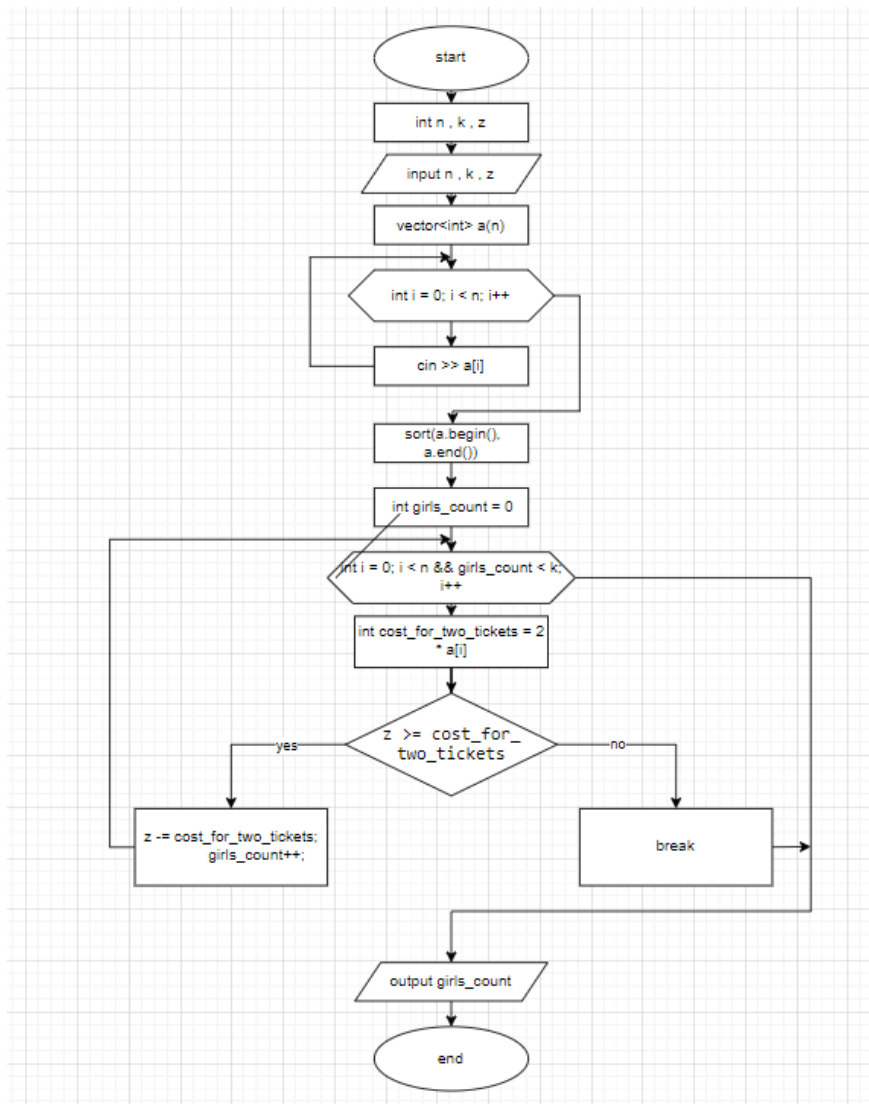 start
int n , k , z
input n , k , z
vector<int> a(n)
int i = 0; i < n; i++
cin >> a[i]
sort(a.begin(),
a.end())
int girls_count = 0
int i = 0; i < n && girls_count < k;
i++
int cost_for_two_tickets = 2
* a[i]
z >= cost_for_
two_tickets
yes
no
z -= cost_for_two_tickets;
girls_count++;
break
output girls_count
end